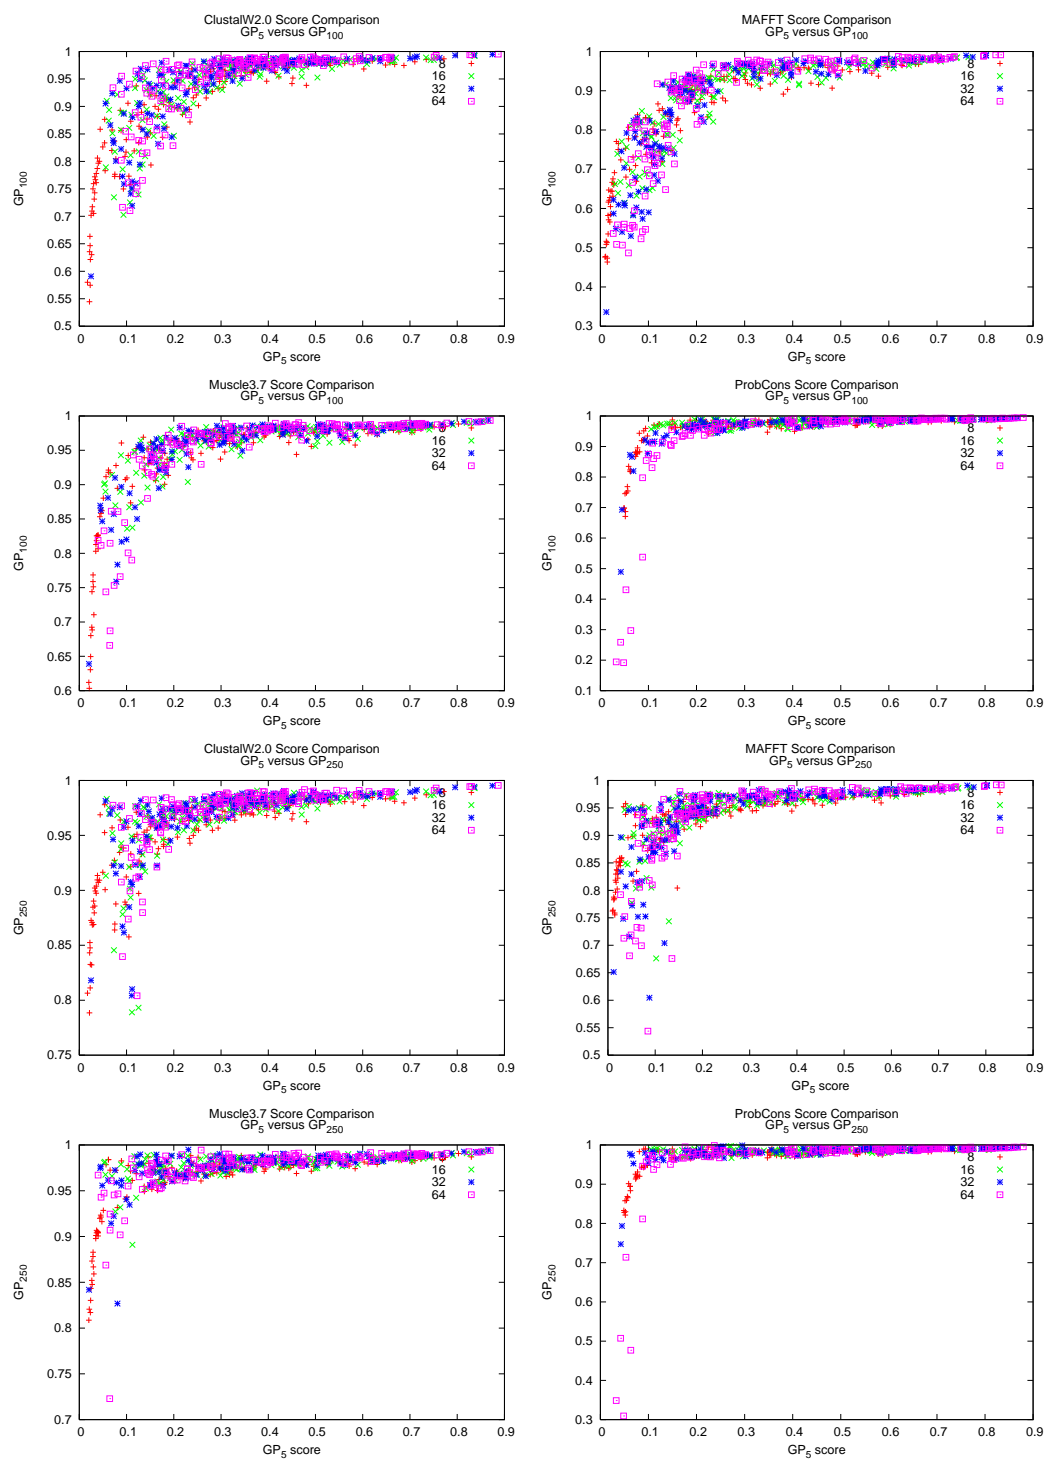 ClustalW2.0 Score Comparison
GP5 versus GP100
1
0.95
0.9
0.85
0.8
0.75
0.7
0.65
0.6
0.55
0.5
GP100
0 0.1 0.2 0.3 0.4 0.5 0.6 0.7 0.8 0.9
GP5 score
8
16
32
64
MAFFT Score Comparison
GP5 versus GP100
1
0.9
0.8
0.7
0.6
0.5
0.4
0.3
GP100
0 0.1 0.2 0.3 0.4 0.5 0.6 0.7 0.8 0.9
GP5 score
8
16
32
64
Muscle3.7 Score Comparison
GP5 versus GP100
1
0.95
0.9
0.85
0.8
0.75
0.7
0.65
0.6
GP100
0 0.1 0.2 0.3 0.4 0.5 0.6 0.7 0.8 0.9
GP5 score
8
16
32
64
ProbCons Score Comparison
GP5 versus GP100
1
0.9
0.8
0.7
0.6
0.5
0.4
0.3
0.2
0.1
GP100
0 0.1 0.2 0.3 0.4 0.5 0.6 0.7 0.8 0.9
GP5 score
8
16
32
64
ClustalW2.0 Score Comparison
GP5 versus GP250
1
0.95
0.9
0.85
0.8
0.75
GP250
0 0.1 0.2 0.3 0.4 0.5 0.6 0.7 0.8 0.9
GP5 score
8
16
32
64
MAFFT Score Comparison
GP5 versus GP250
1
0.95
0.9
0.85
0.8
0.75
0.7
0.65
0.6
0.55
0.5
GP250
0 0.1 0.2 0.3 0.4 0.5 0.6 0.7 0.8 0.9
GP5 score
8
16
32
64
Muscle3.7 Score Comparison
GP5 versus GP250
1
0.95
0.9
0.85
0.8
0.75
0.7
GP250
0 0.1 0.2 0.3 0.4 0.5 0.6 0.7 0.8 0.9
GP5 score
8
16
32
64
ProbCons Score Comparison
GP5 versus GP250
1
0.9
0.8
0.7
0.6
0.5
0.4
0.3
GP250
0 0.1 0.2 0.3 0.4 0.5 0.6 0.7 0.8 0.9
GP5 score
8
16
32
64